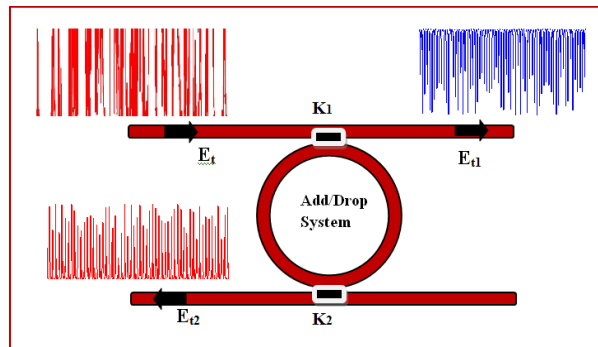 K1
Et
Et1
Add/Drop
System
Et2
K2